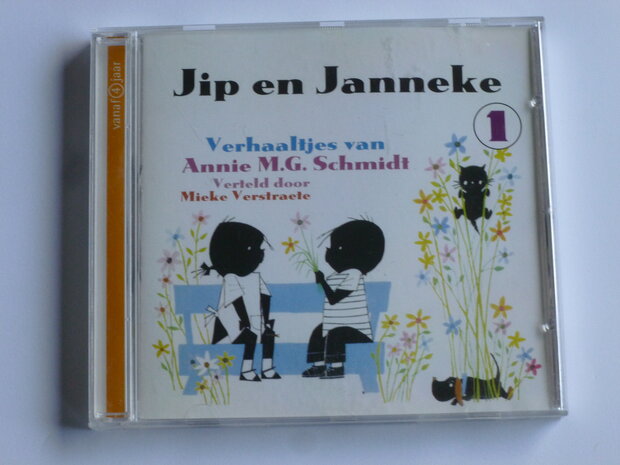 vanaf 4 jaar
Jip en Janneke
1
Verhaaltjes van
Annie M.G. Schmidt
Verteld door
Mieke Verstraete